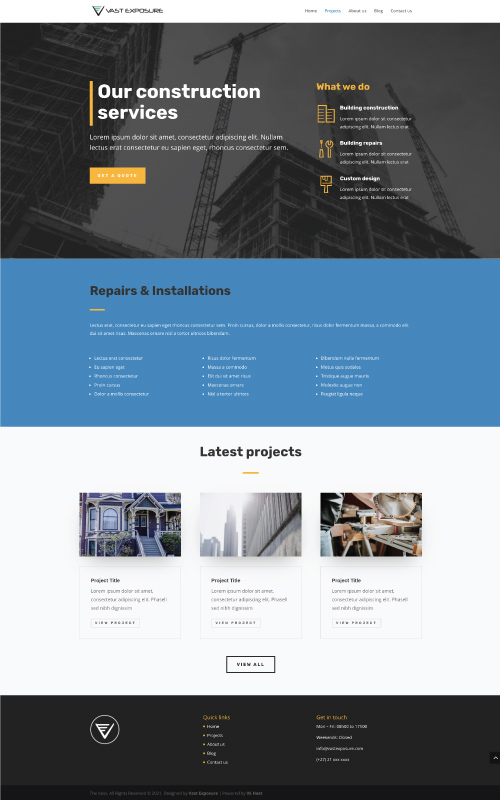 VAST EXPOSURE
Home Projects About us Blog Contact us
Our construction
services
Lorem ipsum dolor sit amet, consectetur adipiscing elit. Nullam
lectus erat, consectetur eu sapien eget, rhoncus consectetur sem.
GET A QUOTE
What we do
Building construction
Lorem ipsum dolor sit consectetur
adipiscing elit. Nullam lectus erat
Building repairs
Lorem ipsum dolor sit consectetur
adipiscing elit. Nullam lectus erat
Custom design
Lorem ipsum dolor sit consectetur
adipiscing elit. Nullam lectus erat
Repairs & Installations
Lectus erat, consectetur eu sapien eget rhoncus consectetur sem. Proin cursus, dolor a mollis consectetur, risus dolor fermentum massa, a commodo elit
dui sit amet risus. Maecenas ornare nisl a tortor ultrices bibendum.
Lectus erat consectetur
Eu sapien eget
Rhoncus consectetur
Proin cursus
Dolor a mollis consectetur
Risus dolor fermentum
Massa a commodo
Elit dui sit amet risus
Maecenas ornare
Nisl a tortor ultrices
Bibendum nulla fermentum
Metus quis sodales
Tristique augue mauris
Molestie augue non
Feugiat ligula neque
Latest projects
Project Title
Lorem ipsum dolor sit amet,
consectetur adipiscing elit. Phasell
sed nibh dignissim
VIEW PROJECT
Project Title
Lorem ipsum dolor sit amet,
consectetur adipiscing elit. Phasell
sed nibh dignissim
VIEW PROJECT
Project Title
Lorem ipsum dolor sit amet,
consectetur adipiscing elit. Phasell
sed nibh dignissim
VIEW PROJECT
VIEW ALL
Quick links
Home
Projects
About us
Blog
Contact us
Get in touch
Mon – Fri: 08h00 to 17h00
Weekends: Closed
info@vastexposure.com
(+27) 21 xxx xxxx
All Rights Reserved © 2021. Designed by Vast Exposure | Powered by